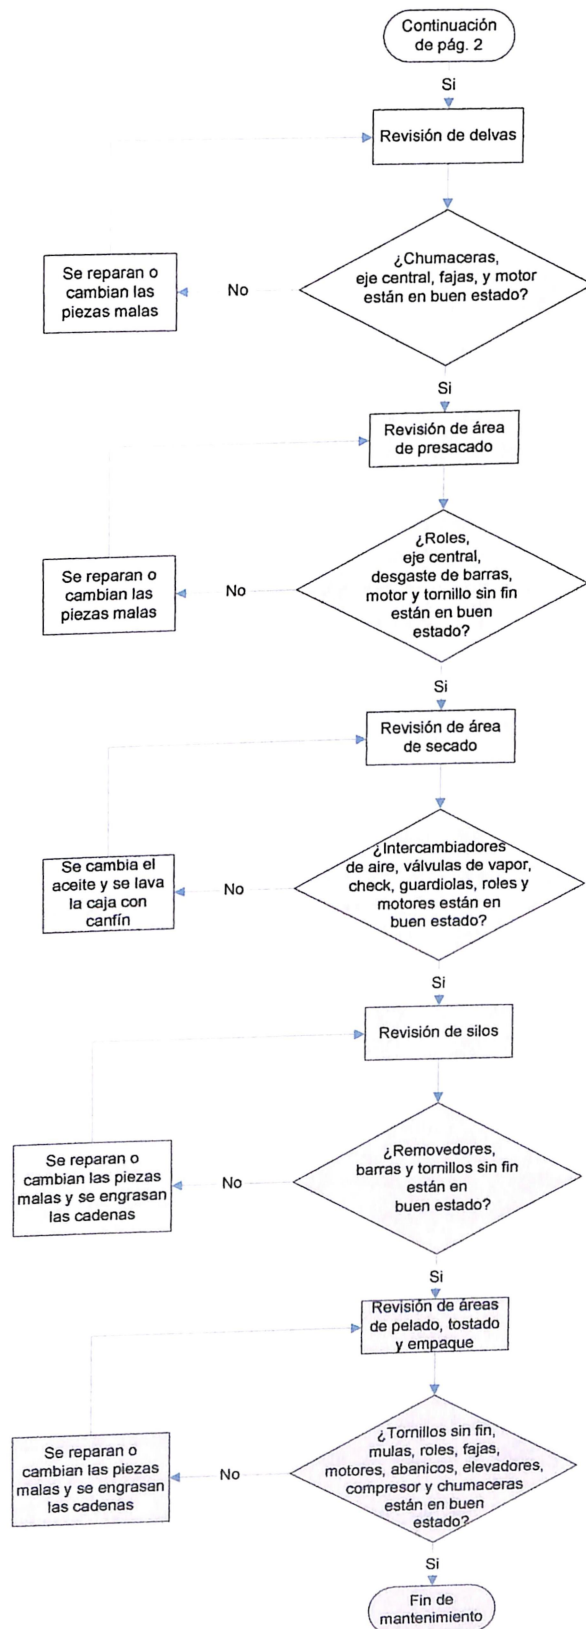 Continuación
de pág. 2
Si
Revisión de delvas
¿Chumaceras,
eje central, fajas, y motor
están en buen estado?
No
Se reparan o
cambian las
piezas malas
Si
Revisión de área
de presacado
¿Roles,
eje central,
desgaste de barras,
motor y tornillo sin fin
están en buen
estado?
No
Se reparan o
cambian las
piezas malas
Si
Revisión de área
de secado
¿Intercambiadores
de aire, válvulas de vapor,
check, guardiolas, roles y
motores están en
buen estado?
No
Se cambia el
aceite y se lava
la caja con
canfín
Si
Revisión de silos
¿Removedores,
barras y tornillos sin fin
están en
buen estado?
No
Se reparan o
cambian las piezas
malas y se engrasan
las cadenas
Si
Revisión de áreas
de pelado, tostado
y empaque
¿Tornillos sin fin,
mulas, roles, fajas,
motores, abanicos, elevadores,
compresor y chumaceras
están en buen
estado?
No
Se reparan o
cambian las piezas
malas y se engrasan
las cadenas
Si
Fin de
mantenimiento